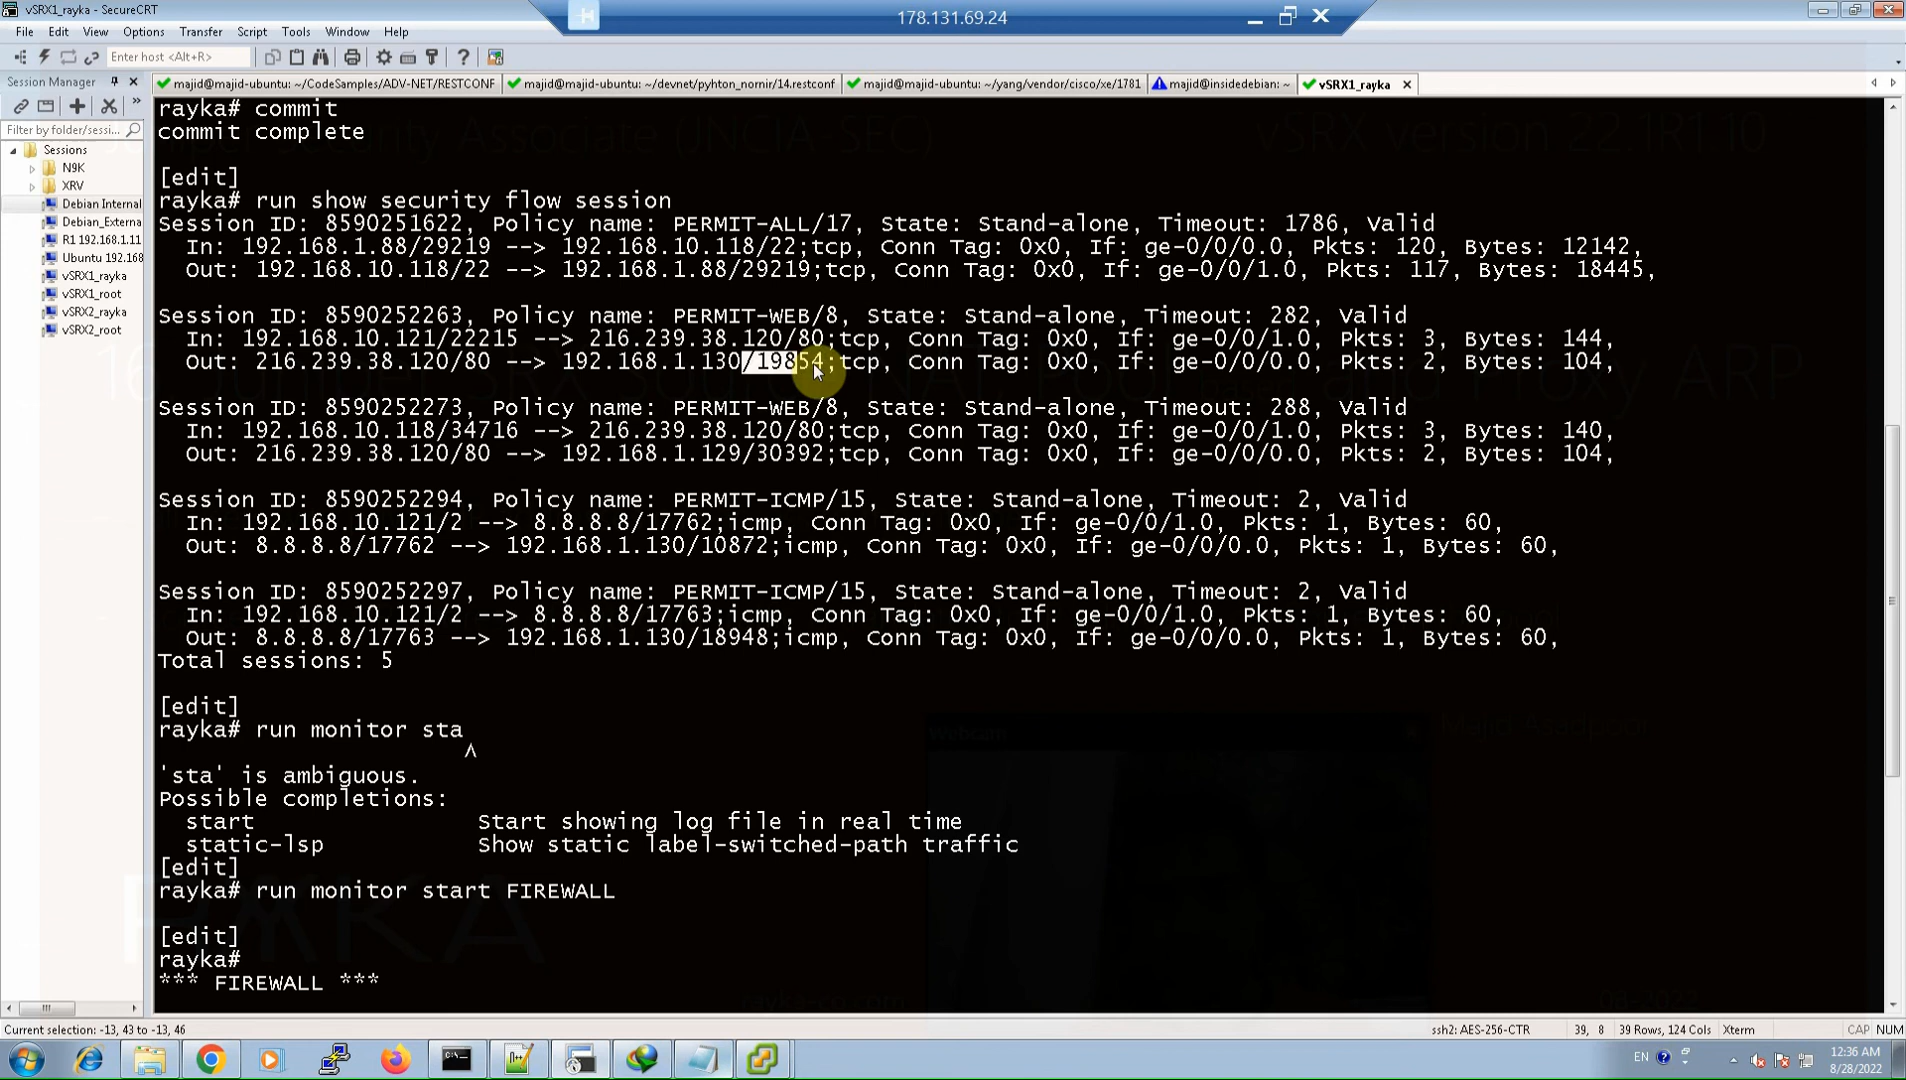 vSRX1_rayka - SecureCRT
178.131.69.24
File Edit View Options Transfer Script Tools Window Help
Enter host <Alt+R>
Session Manager
majid@majid-ubuntu: ~/CodeSamples/ADV-NET/RESTCONF
majid@majid-ubuntu: ~/devnet/pyhton_nornir/14.restconf
majid@majid-ubuntu: ~/yang/vendor/cisco/xe/1781
majid@insidedebian: ~
vSRX1_rayka
Filter by folder/sessi...
Sessions
N9K
XRV
Debian Internal
Debian_Externa
R1 192.168.1.11
Ubuntu 192.168
vSRX1_rayka
vSRX1_root
vSRX2_rayka
vSRX2_root
rayka# commit
commit complete
[edit]
rayka# run show security flow session
Session ID: 8590251622, Policy name: PERMIT-ALL/17, State: Stand-alone, Timeout: 1786, Valid
In: 192.168.1.88/29219 --> 192.168.10.118/22;tcp, Conn Tag: 0x0, If: ge-0/0/0.0, Pkts: 120, Bytes: 12142,
Out: 192.168.10.118/22 --> 192.168.1.88/29219;tcp, Conn Tag: 0x0, If: ge-0/0/1.0, Pkts: 117, Bytes: 18445,
Session ID: 8590252263, Policy name: PERMIT-WEB/8, State: Stand-alone, Timeout: 282, Valid
In: 192.168.10.121/22215 --> 216.239.38.120/80;tcp, Conn Tag: 0x0, If: ge-0/0/1.0, Pkts: 3, Bytes: 144,
Out: 216.239.38.120/80 --> 192.168.1.130/19854;tcp, Conn Tag: 0x0, If: ge-0/0/0.0, Pkts: 2, Bytes: 104,
Session ID: 8590252273, Policy name: PERMIT-WEB/8, State: Stand-alone, Timeout: 288, Valid
In: 192.168.10.118/34716 --> 216.239.38.120/80;tcp, Conn Tag: 0x0, If: ge-0/0/1.0, Pkts: 3, Bytes: 140,
Out: 216.239.38.120/80 --> 192.168.1.129/30392;tcp, Conn Tag: 0x0, If: ge-0/0/0.0, Pkts: 2, Bytes: 104,
Session ID: 8590252294, Policy name: PERMIT-ICMP/15, State: Stand-alone, Timeout: 2, Valid
In: 192.168.10.121/2 --> 8.8.8.8/17762;icmp, Conn Tag: 0x0, If: ge-0/0/1.0, Pkts: 1, Bytes: 60,
Out: 8.8.8.8/17762 --> 192.168.1.130/10872;icmp, Conn Tag: 0x0, If: ge-0/0/0.0, Pkts: 1, Bytes: 60,
Session ID: 8590252297, Policy name: PERMIT-ICMP/15, State: Stand-alone, Timeout: 2, Valid
In: 192.168.10.121/2 --> 8.8.8.8/17763;icmp, Conn Tag: 0x0, If: ge-0/0/1.0, Pkts: 1, Bytes: 60,
Out: 8.8.8.8/17763 --> 192.168.1.130/18948;icmp, Conn Tag: 0x0, If: ge-0/0/0.0, Pkts: 1, Bytes: 60,
Total sessions: 5
[edit]
rayka# run monitor sta
^
'sta' is ambiguous.
Possible completions:
start Start showing log file in real time
static-lsp Show static label-switched-path traffic
[edit]
rayka# run monitor start FIREWALL
[edit]
rayka#
*** FIREWALL ***
Current selection: -13, 43 to -13, 46
ssh2: AES-256-CTR 39, 8 39 Rows, 124 Cols Xterm CAP NUM
EN
12:36 AM
8/28/2022